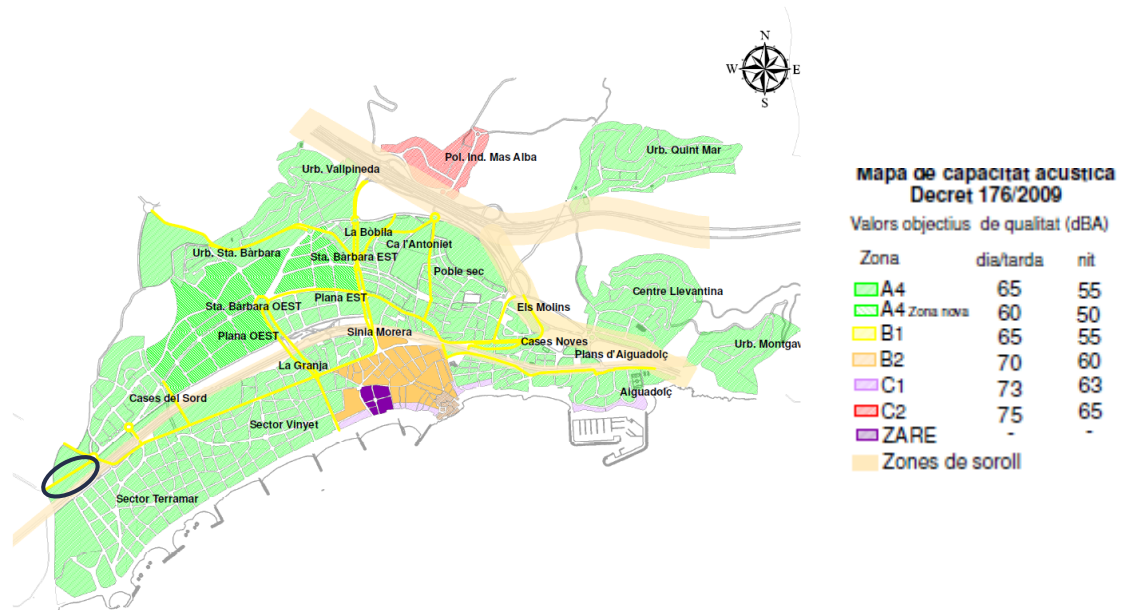 N
W
E
S
Pol. Ind. Mas Alba
Urb. Quint Mar
Urb. Vallpineda
La Bòbila
Ca l'Antoniet
Urb. Sta. Bàrbara
Sta. Bàrbara EST
Poble sec
Centre Llevantina
Sta. Bàrbara OEST
Plana EST
Els Molins
Plana OEST
Sinia Morera
Cases Noves
Urb. Montgav
La Granja
Plans d'Aiguadolç
Cases del Sord
Aiguadolç
Sector Vinyet
Sector Terramar
Mapa de capacitat acústica
Decret 176/2009
Valors objectius de qualitat (dBA)
Zona dia/tarda nit
A4 65 55
A4 Zona nova 60 50
B1 65 55
B2 70 60
C1 73 63
C2 75 65
ZARE - -
Zones de soroll